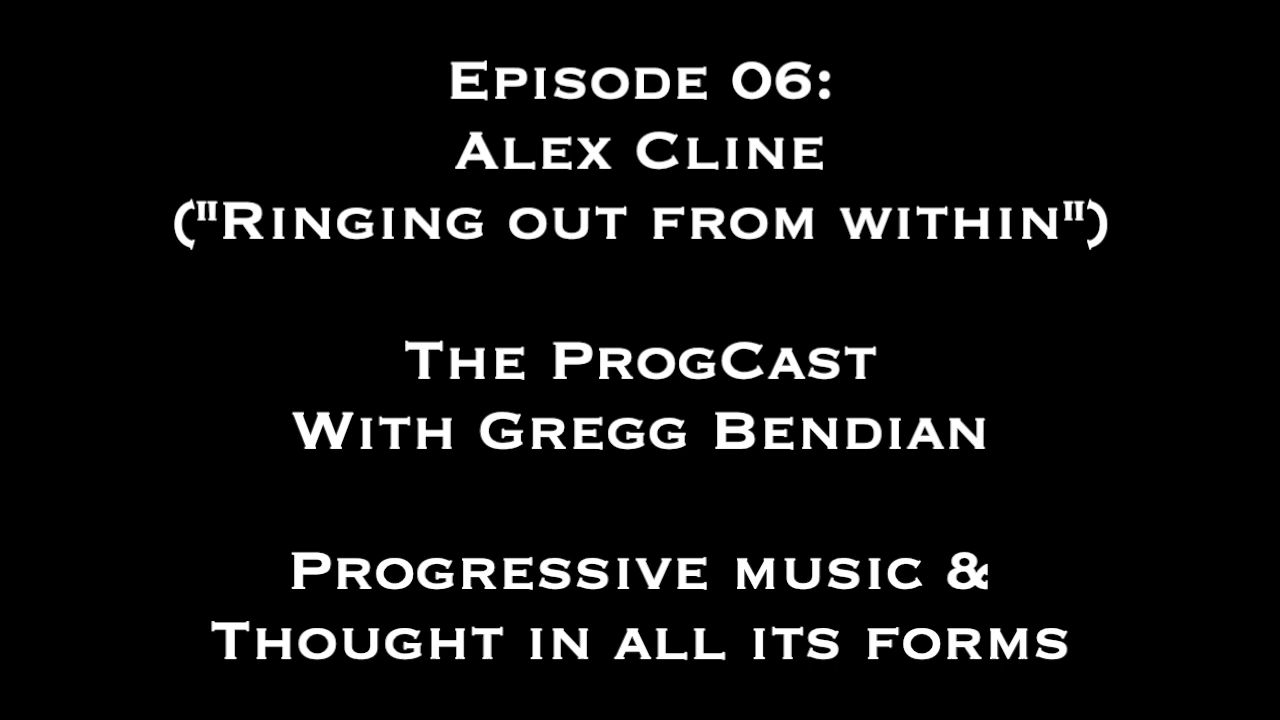 Episode 06:
Alex Cline
("Ringing out from within")
The ProgCast
With Gregg Bendian
Progressive music &
Thought in all its forms